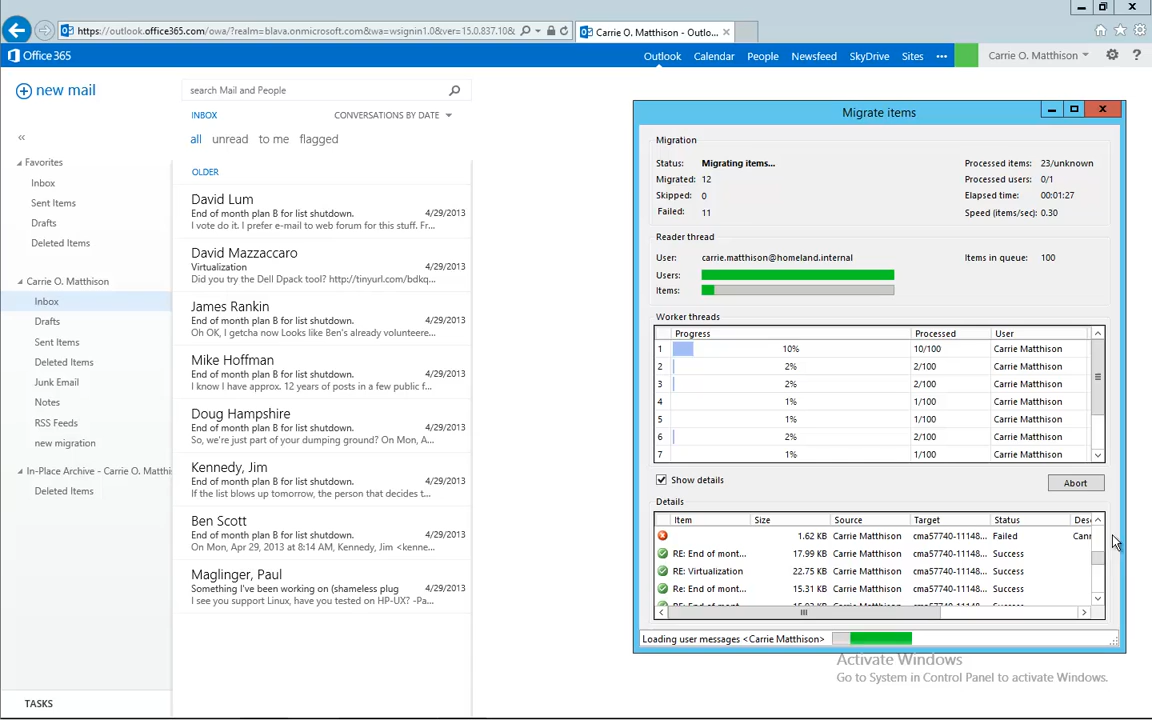 https://outlook.office365.com/owa/?realm=blava.onmicrosoft.com&wa=wsignin1.0&ver=15.0.837.10&
Carrie O. Matthison - Outlo...
Office 365
Outlook Calendar People Newsfeed SkyDrive Sites ••• Carrie O. Matthison ?
new mail
search Mail and People
INBOX CONVERSATIONS BY DATE
all unread to me flagged
Favorites
Inbox
Sent Items
Drafts
Deleted Items
Carrie O. Matthison
Inbox
Drafts
Sent Items
Deleted Items
Junk Email
Notes
RSS Feeds
new migration
In-Place Archive - Carrie O. Matthi
Deleted Items
TASKS
OLDER
David Lum
End of month plan B for list shutdown. 4/29/2013
I vote do it. I prefer e-mail to web forum for this stuff. Fr...
David Mazzaccaro
Virtualization 4/29/2013
Did you try the Dell Dpack tool? http://tinyurl.com/bdkq...
James Rankin
End of month plan B for list shutdown. 4/29/2013
Oh OK, I getcha now Looks like Ben's already volunteere...
Mike Hoffman
End of month plan B for list shutdown. 4/29/2013
I know I have approx. 12 years of posts in a few public f...
Doug Hampshire
End of month plan B for list shutdown. 4/29/2013
So, we're just part of your dumping ground? On Mon, A...
Kennedy, Jim
End of month plan B for list shutdown. 4/29/2013
If the list blows up tomorrow, the person that decides t...
Ben Scott
End of month plan B for list shutdown. 4/29/2013
On Mon, Apr 29, 2013 at 8:14 AM, Kennedy, Jim <kenne...
Maglinger, Paul
Something I've been working on (shameless plug 4/29/2013
I see you support Linux, have you tested on HP-UX? -Pa...
Migrate items
Migration
Status: Migrating items... Processed items: 23/unknown
Migrated: 12 Processed users: 0/1
Skipped: 0 Elapsed time: 00:01:27
Failed: 11 Speed (items/sec): 0.30
Reader thread
User: carrie.matthison@homeland.internal Items in queue: 100
Users:
Items:
Worker threads
Progress Processed User
1 10% 10/100 Carrie Matthison
2 2% 2/100 Carrie Matthison
3 2% 2/100 Carrie Matthison
4 1% 1/100 Carrie Matthison
5 1% 1/100 Carrie Matthison
6 2% 2/100 Carrie Matthison
7 1% 1/100 Carrie Matthison
Show details Abort
Details
Item Size Source Target Status Des
1.62 KB Carrie Matthison cma57740-11148... Failed Cann
RE: End of mont... 17.99 KB Carrie Matthison cma57740-11148... Success
RE: Virtualization 22.75 KB Carrie Matthison cma57740-11148... Success
Re: End of mont... 15.31 KB Carrie Matthison cma57740-11148... Success
Loading user messages <Carrie Matthison>
Activate Windows
Go to System in Control Panel to activate Windows.